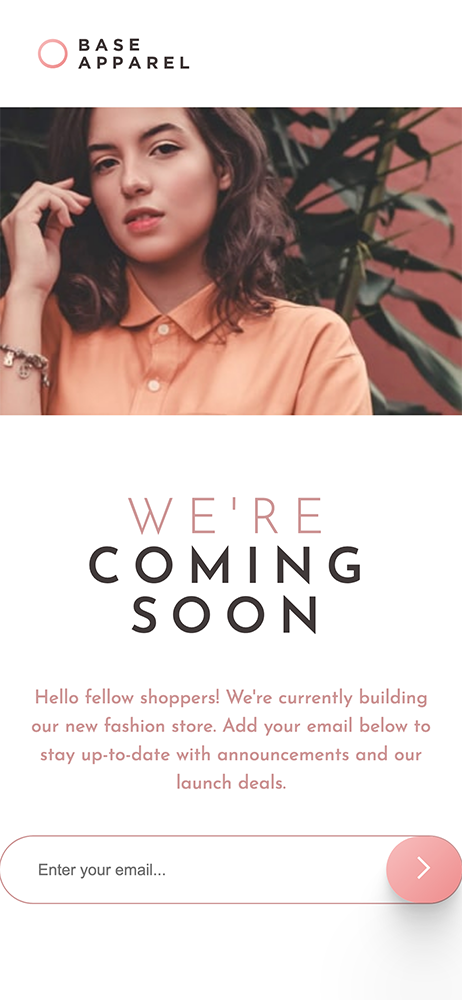 BASE
APPAREL
WE'RE
COMING
SOON
Hello fellow shoppers! We're currently building
our new fashion store. Add your email below to
stay up-to-date with announcements and our
launch deals.
Enter your email...